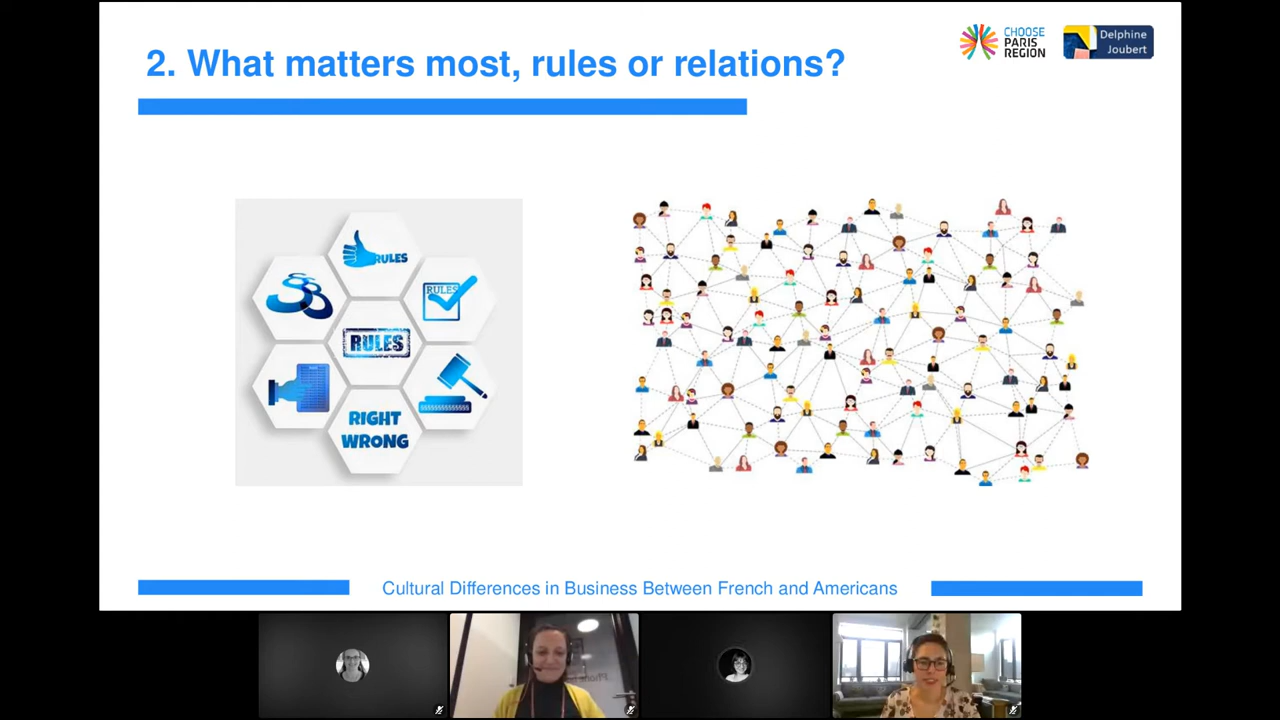 2. What matters most, rules or relations?
CHOOSE
PARIS
REGION
Delphine
Joubert
RULES
RULES
RULES
RIGHT
WRONG
Cultural Differences in Business Between French and Americans